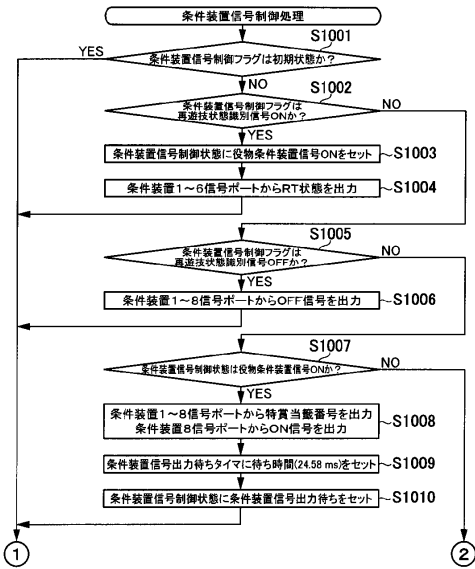 条件装置信号制御処理
S1001
YES
条件装置信号制御フラグは初期状態か？
NO
S1002
条件装置信号制御フラグは
再遊技状態識別信号ONか？
NO
YES
条件装置信号制御状態に役物条件装置信号ONをセット
S1003
条件装置1～6信号ポートからRT状態を出力
S1004
S1005
条件装置信号制御フラグは
再遊技状態識別信号OFFか？
NO
YES
条件装置1～8信号ポートからOFF信号を出力
S1006
S1007
条件装置信号制御状態は役物条件装置信号ONか？
NO
YES
条件装置1～8信号ポートから特賞当籤番号を出力
条件装置8信号ポートからON信号を出力
S1008
条件装置信号出力待ちタイマに待ち時間(24.58 ms)をセット
S1009
条件装置信号制御状態に条件装置信号出力待ちをセット
S1010
1
2